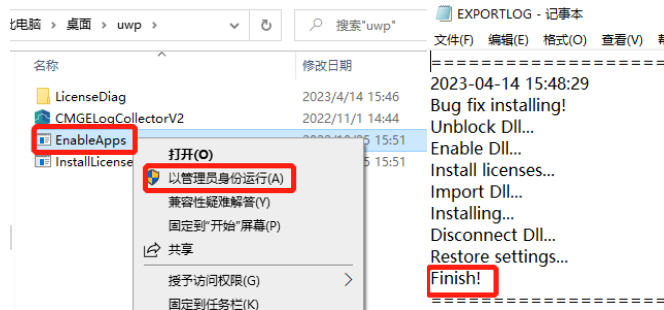 此电脑 > 桌面 > uwp >
搜索"uwp"
名称
修改日期
LicenseDiag
2023/4/14 15:46
CMGELogCollectorV2
2022/11/1 14:44
EnableApps
15:51
InstallLicense
5 15:51
打开(O)
以管理员身份运行(A)
兼容性疑难解答(Y)
固定到"开始"屏幕(P)
共享
授予访问权限(G)
固定到任务栏(K)
EXPORTLOG - 记事本
文件(F) 编辑(E) 格式(O) 查看(V)
====================
2023-04-14 15:48:29
Bug fix installing!
Unblock Dll...
Enable Dll...
Install licenses...
Import Dll...
Installing...
Disconnect Dll...
Restore settings...
Finish!
====================